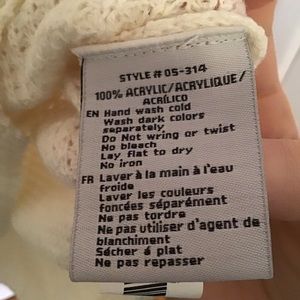 STYLE # 05-314
100% ACRYLIC/ACRYLIQUE/
ACRÍLICO
EN Hand wash cold
Wash dark colors
separately
Do Not wring or twist
No bleach
Lay flat to dry
No iron
FR Laver à la main à l'eau
froide
Laver les couleurs
foncées séparément
Ne pas tordre
Ne pas utiliser d'agent de
blanchiment
Sécher á plat
Ne pas repasser